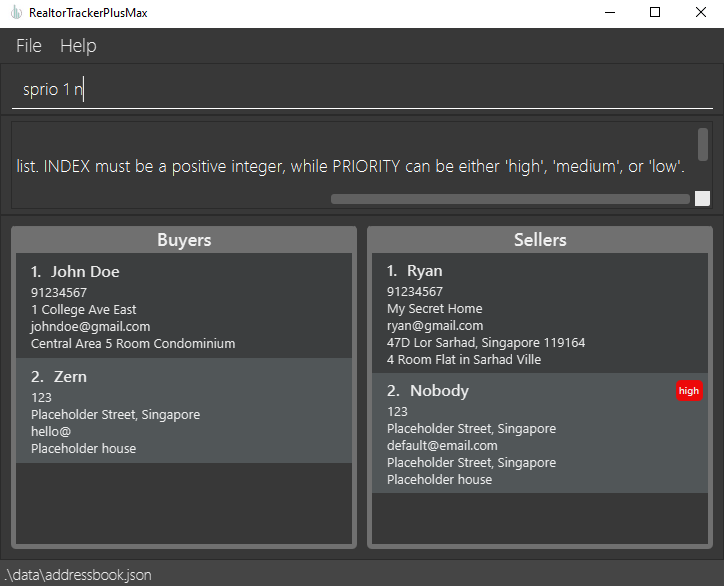 RealtorTrackerPlusMax
File Help
sprio 1 n
list. INDEX must be a positive integer, while PRIORITY can be either 'high', 'medium', or 'low'.
Buyers
1. John Doe
91234567
1 College Ave East
johndoe@gmail.com
Central Area 5 Room Condominium
2. Zern
123
Placeholder Street, Singapore
hello@
Placeholder house
Sellers
1. Ryan
91234567
My Secret Home
ryan@gmail.com
47D Lor Sarhad, Singapore 119164
4 Room Flat in Sarhad Ville
2. Nobody
high
123
Placeholder Street, Singapore
default@email.com
Placeholder Street, Singapore
Placeholder house
.\data\addressbook.json